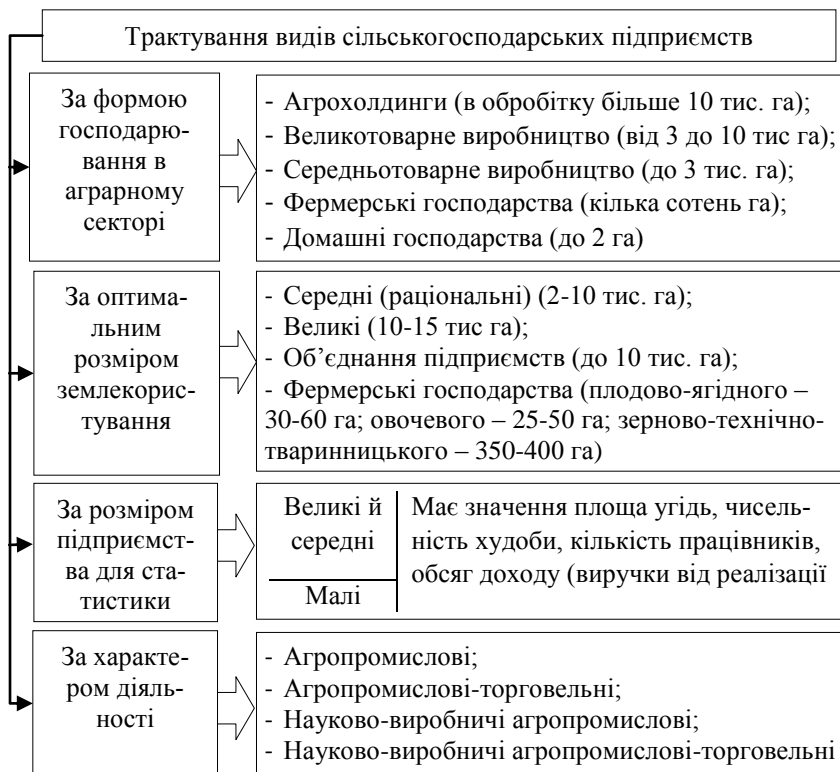 Трактування видів сільськогосподарських підприємств
За формою
господарю-
вання в
аграрному
секторі
- Агрохолдинги (в обробітку більше 10 тис. га);
- Великотоварне виробництво (від 3 до 10 тис га);
- Середньотоварне виробництво (до 3 тис. га);
- Фермерські господарства (кілька сотень га);
- Домашні господарства (до 2 га)
За оптима-
льним
розміром
землекорис-
тування
- Середні (раціональні) (2-10 тис. га);
- Великі (10-15 тис га);
- Об’єднання підприємств (до 10 тис. га);
- Фермерські господарства (плодово-ягідного –
30-60 га; овочевого – 25-50 га; зерново-технічно-
тваринницького – 350-400 га)
За розміром
підприємст-
ва для ста-
тистики
Великі й
середні
Малі
Має значення площа угідь, чисель-
ність худоби, кількість працівників,
обсяг доходу (виручки від реалізації
За характе-
ром діяль-
ності
- Агропромислові;
- Агропромислові-торговельні;
- Науково-виробничі агропромислові;
- Науково-виробничі агропромислові-торговельні